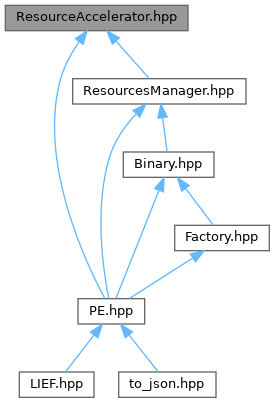 ResourceAccelerator.hpp
ResourcesManager.hpp
Binary.hpp
Factory.hpp
PE.hpp
LIEF.hpp
to_json.hpp